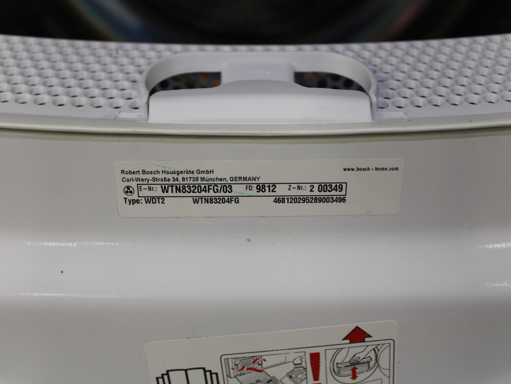 Robert Bosch Hausgeräte GmbH
www.bosch-home.com
Carl-Wery-Straße 34, 81739 München, GERMANY
E-Nr.: WTN83204FG/03 FD 9812 Z-Nr.: 2 00349
Type: WDT2 WTN83204FG 468120295289003496